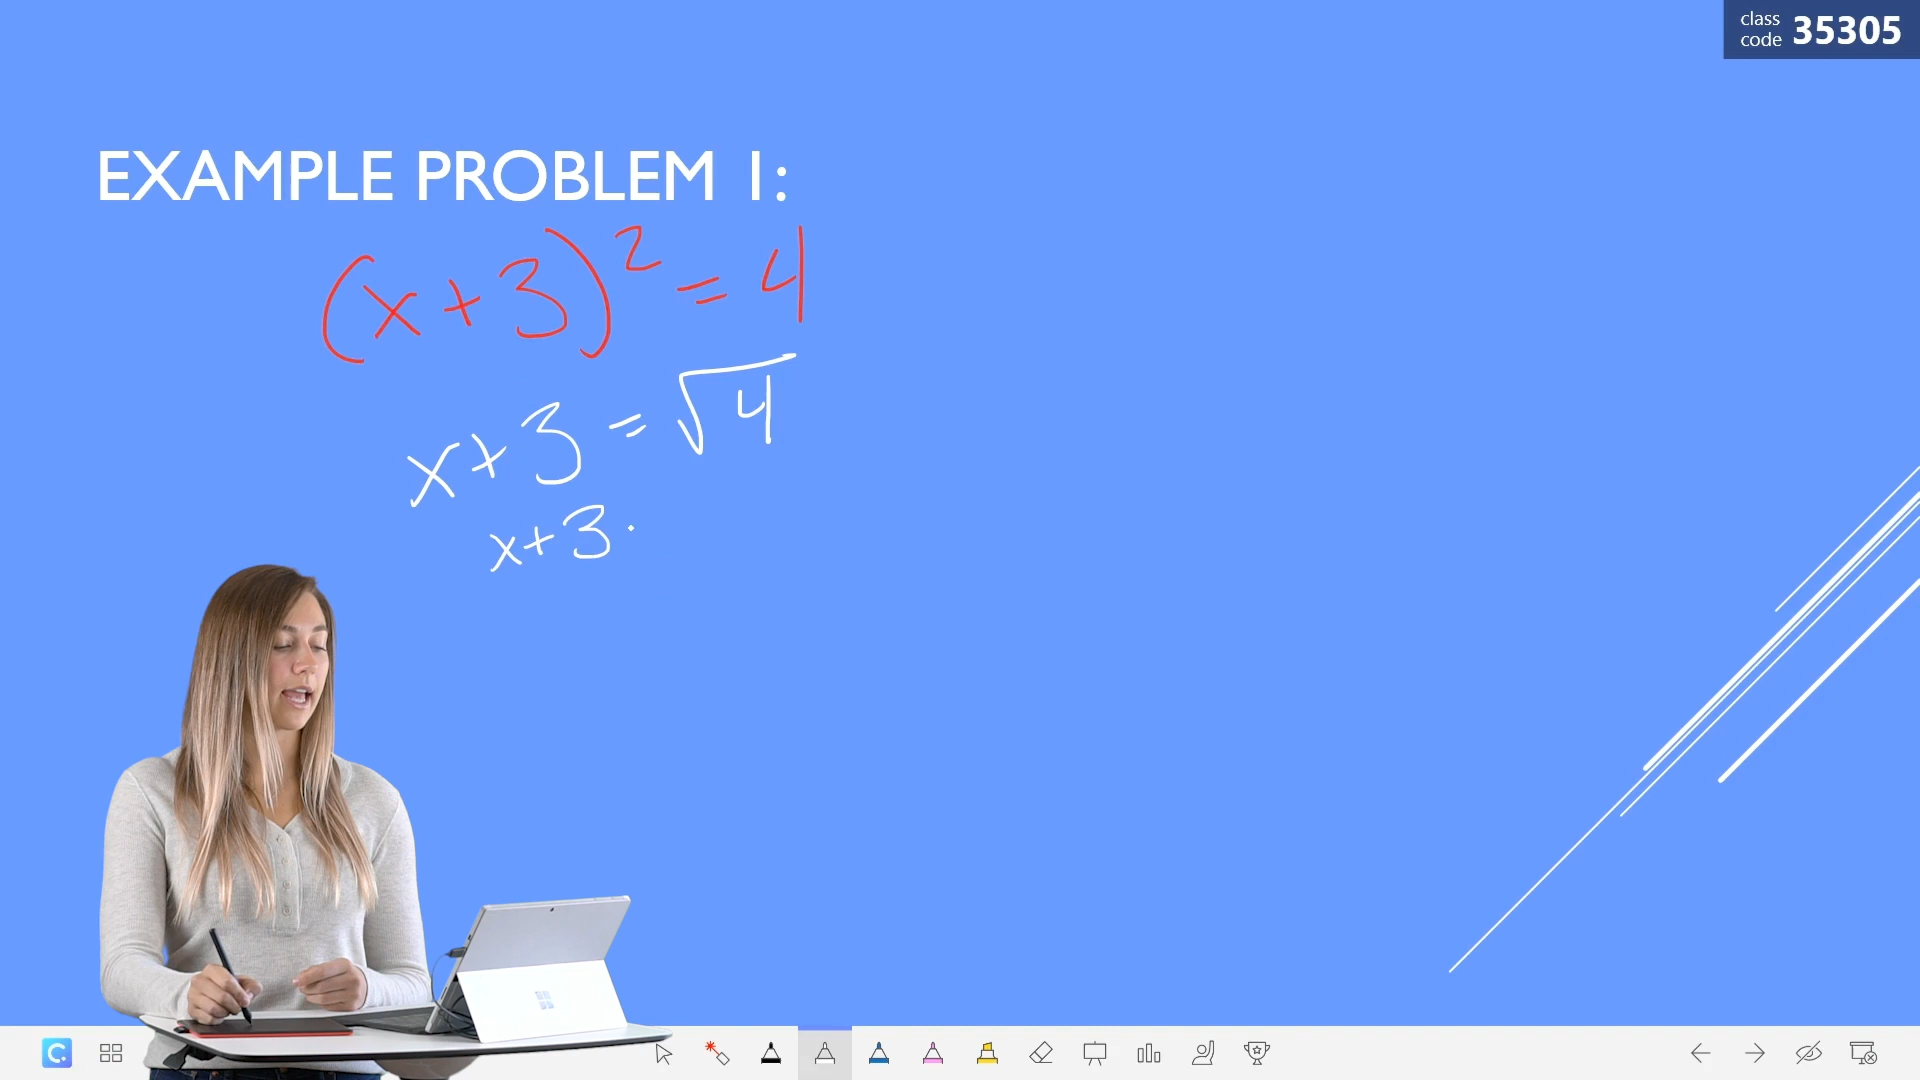 class code 35305
EXAMPLE PROBLEM 1:
(x+3)² = 4
x+3 = √4
x+3